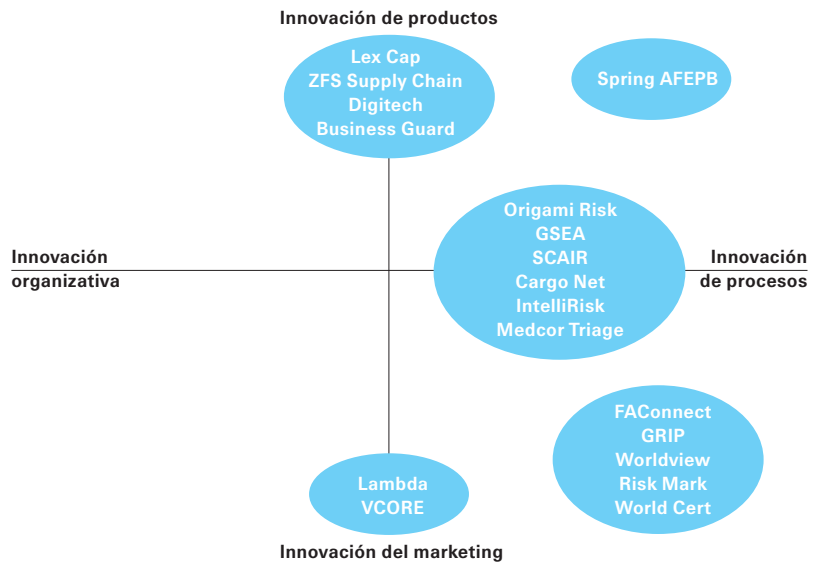 Innovación de productos
Lex Cap
ZFS Supply Chain
Digitech
Business Guard
Spring AFEPB
Origami Risk
GSEA
SCAIR
Cargo Net
IntelliRisk
Medcor Triage
Innovación
organizativa
Innovación
de procesos
FAConnect
GRIP
Worldview
Risk Mark
World Cert
Lambda
VCORE
Innovación del marketing